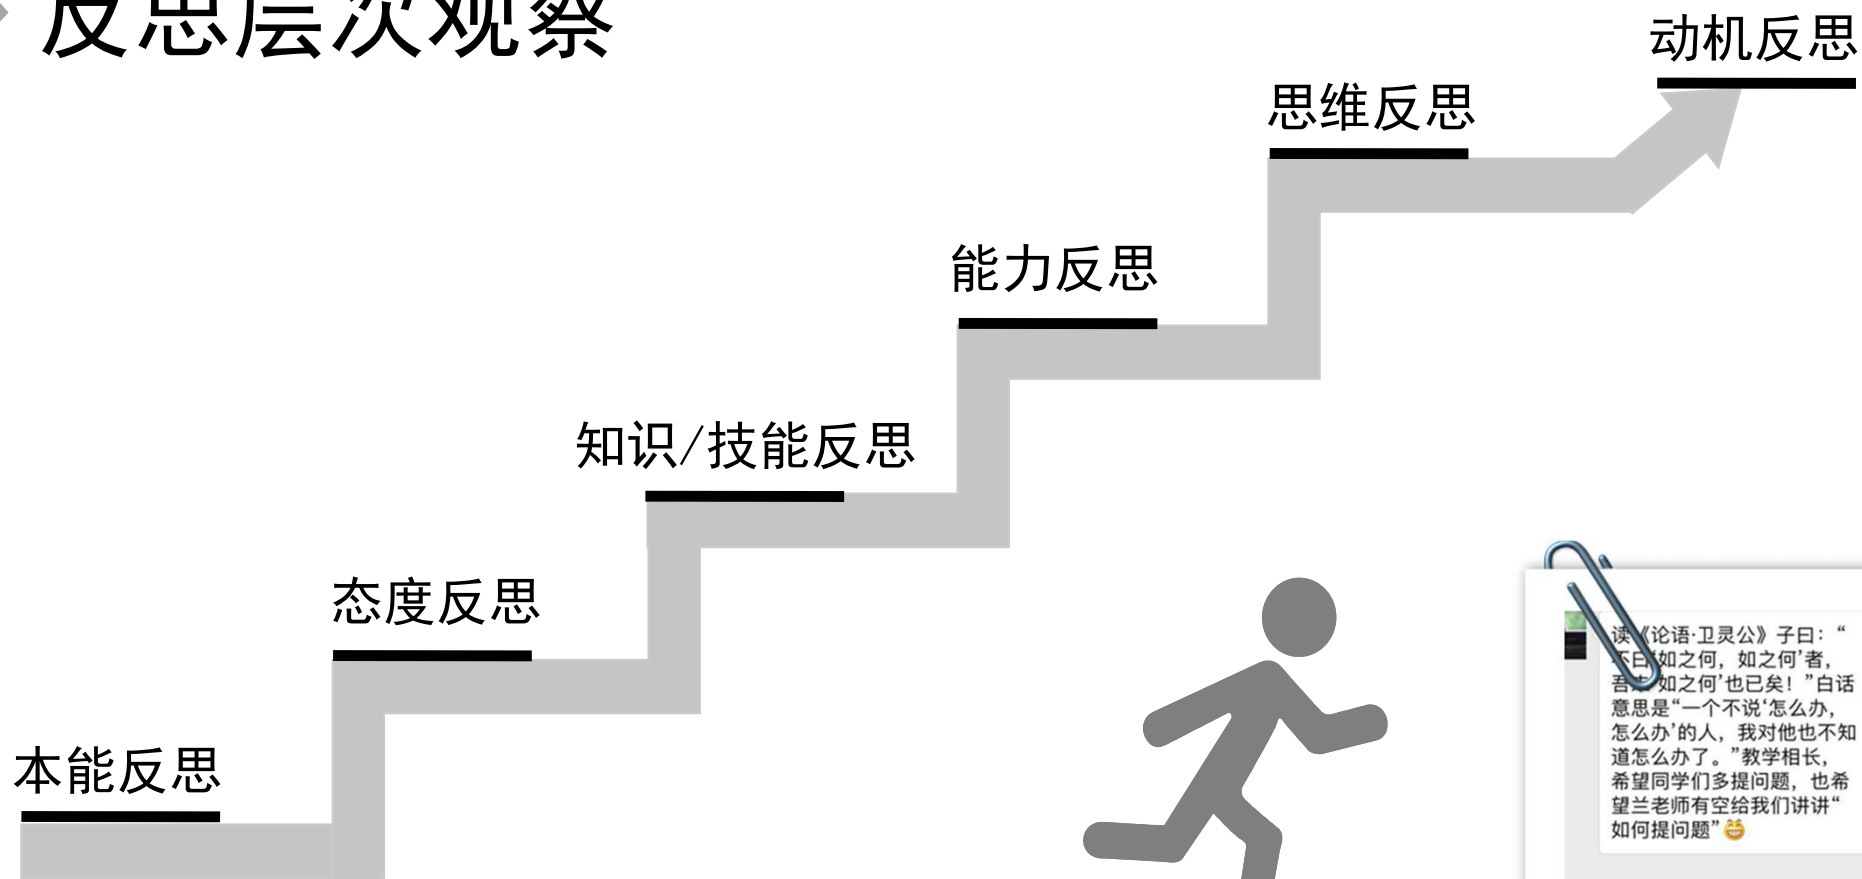 反思层次观察
动机反思
思维反思
能力反思
知识/技能反思
态度反思
本能反思
读《论语·卫灵公》子曰：“
不曰‘如之何，如之何’者，
吾末‘如之何’也已矣！”白话
意思是“一个不说‘怎么办，
怎么办’的人，我对他也不知
道怎么办了。”教学相长，
希望同学们多提问题，也希
望兰老师有空给我们讲讲“
如何提问题”😄